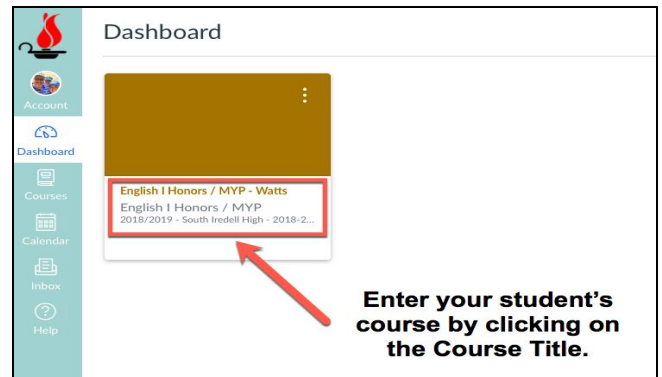 Dashboard
Account
Dashboard
Courses
Calendar
Inbox
Help
English I Honors / MYP - Watts
English I Honors / MYP
2018/2019 - South Iredell High - 2018-2...
Enter your student's
course by clicking on
the Course Title.